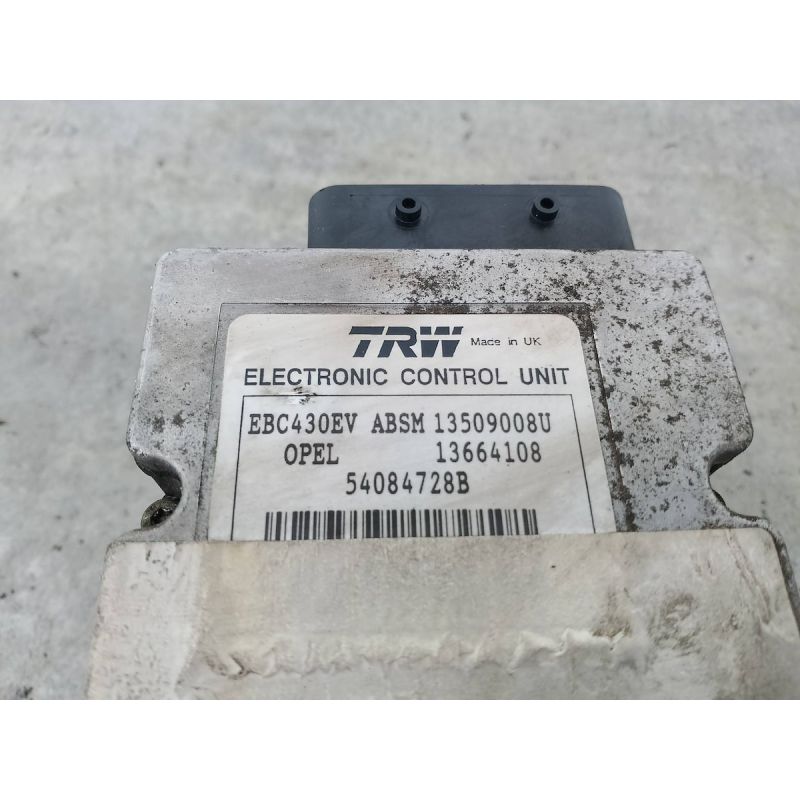 TRW Made in UK
ELECTRONIC CONTROL UNIT
EBC430EV ABSM 13509008U
OPEL 13664108
54084728B